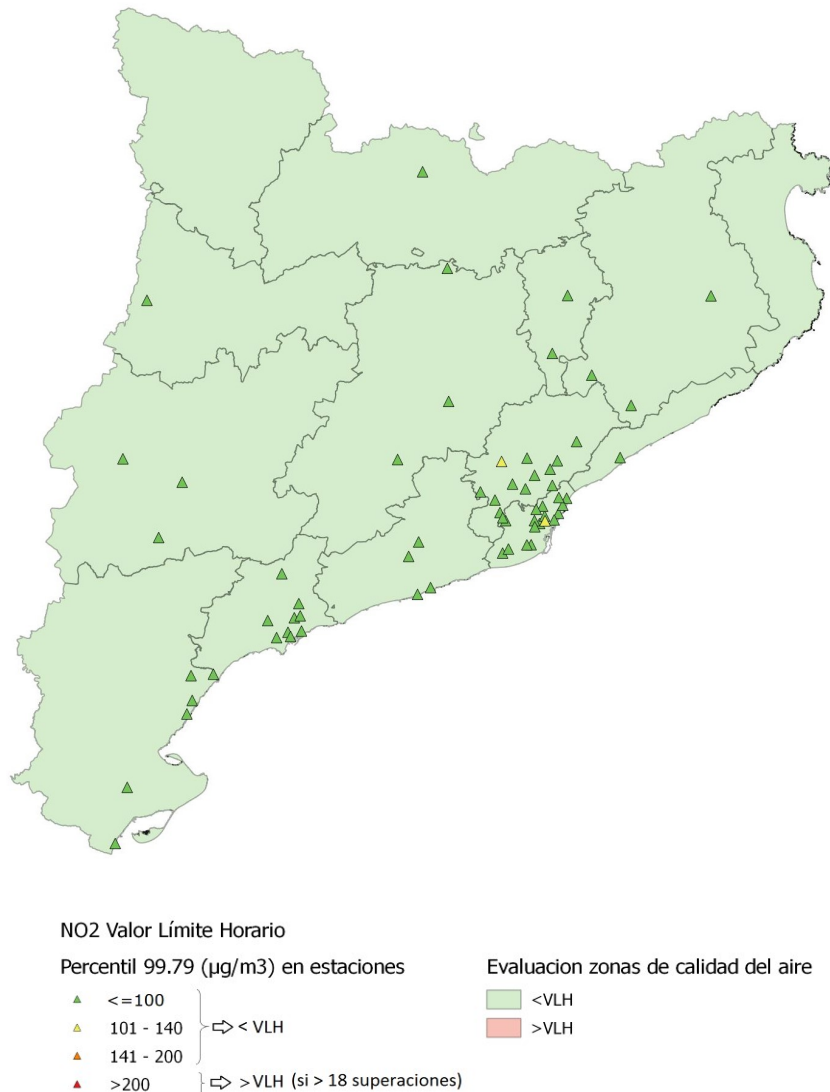 NO2 Valor Límite Horario
Percentil 99.79 (µg/m3) en estaciones
<=100
101 - 140
141 - 200
< VLH
>200
>VLH (si > 18 superaciones)
Evaluacion zonas de calidad del aire
<VLH
>VLH